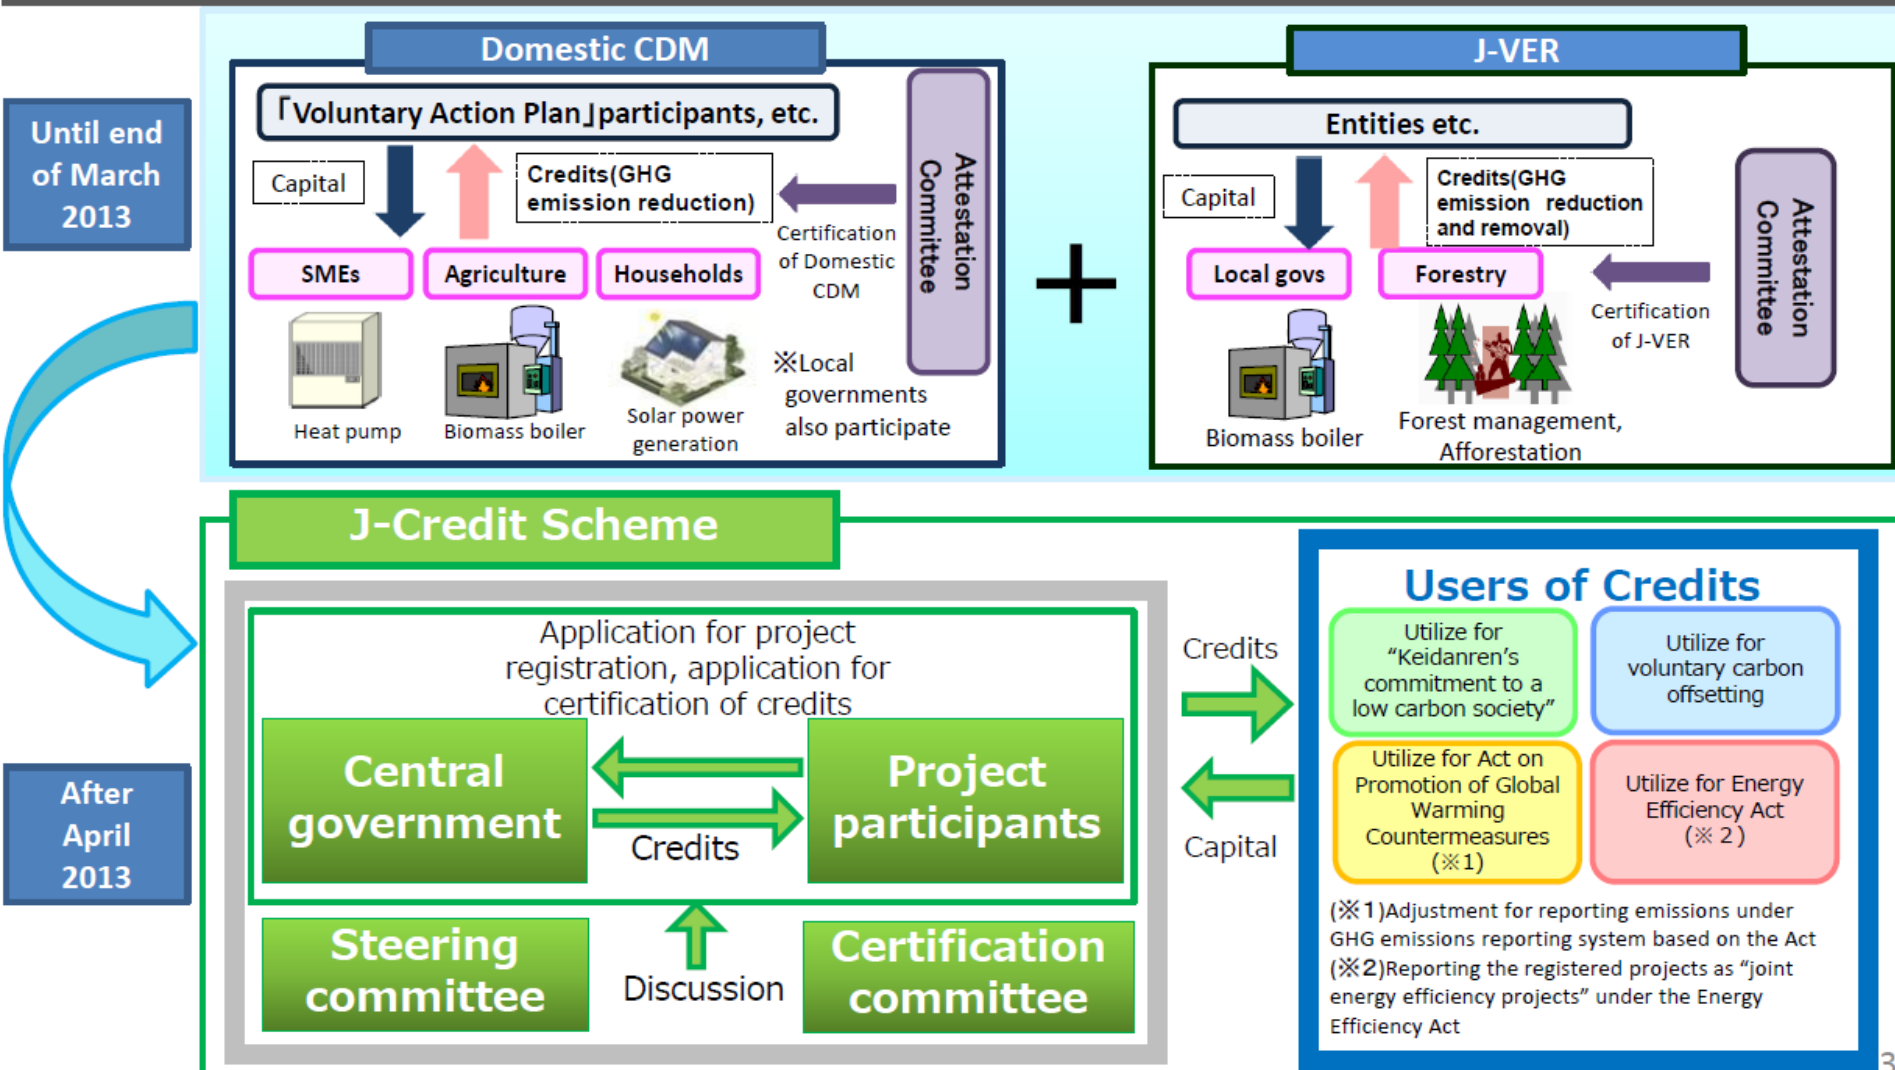 Domestic CDM
J-VER
Until end
of March
2013
「Voluntary Action Plan」participants, etc.
Capital
Credits(GHG
emission reduction)
Attestation
Committee
Certification
of Domestic
CDM
SMEs
Agriculture
Households
Heat pump
Biomass boiler
Solar power
generation
※Local
governments
also participate
+
Entities etc.
Capital
Credits(GHG
emission reduction
and removal)
Attestation
Committee
Local govs
Forestry
Certification
of J-VER
Biomass boiler
Forest management,
Afforestation
J-Credit Scheme
After
April
2013
Application for project
registration, application for
certification of credits
Central
government
Project
participants
Credits
Steering
committee
Discussion
Certification
committee
Credits
Capital
Users of Credits
Utilize for
“Keidanren’s
commitment to a
low carbon society”
Utilize for
voluntary carbon
offsetting
Utilize for Act on
Promotion of Global
Warming
Countermeasures
(※1)
Utilize for Energy
Efficiency Act
(※ 2)
(※1)Adjustment for reporting emissions under
GHG emissions reporting system based on the Act
(※2)Reporting the registered projects as “joint
energy efficiency projects” under the Energy
Efficiency Act
3